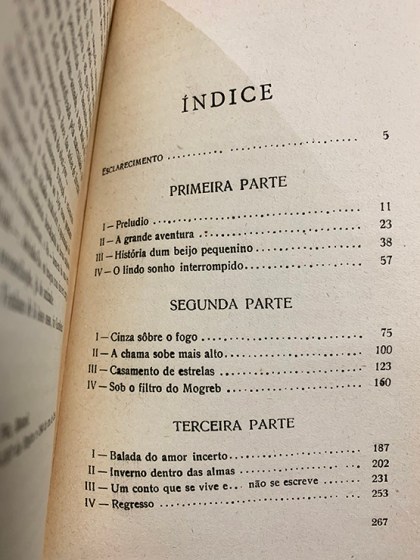 ÍNDICE
ESCLARECIMENTO .............. 5
PRIMEIRA PARTE
I — Preludio .............. 11
II — A grande aventura .............. 23
III — História dum beijo pequenino .............. 38
IV — O lindo sonho interrompido .............. 57
SEGUNDA PARTE
I — Cinza sôbre o fogo .............. 75
II — A chama sobe mais alto .............. 100
III — Casamento de estrelas .............. 123
IV — Sob o filtro do Mogreb .............. 160
TERCEIRA PARTE
I — Balada do amor incerto .............. 187
II — Inverno dentro das almas .............. 202
III — Um conto que se vive e... não se escreve .............. 231
IV — Regresso .............. 253
267